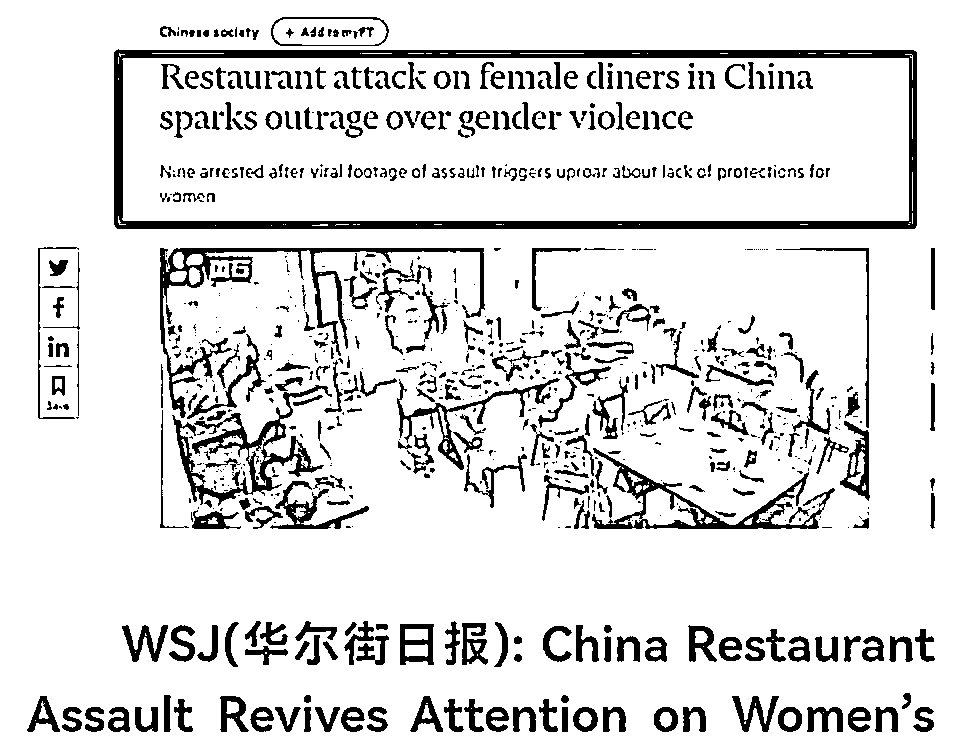 Chinese society + Add to myFT
Restaurant attack on female diners in China
sparks outrage over gender violence
Nine arrested after viral footage of assault triggers uproar about lack of protections for
women
in
Save
WSJ(华尔街日报): China Restaurant
Assault Revives Attention on Women’s